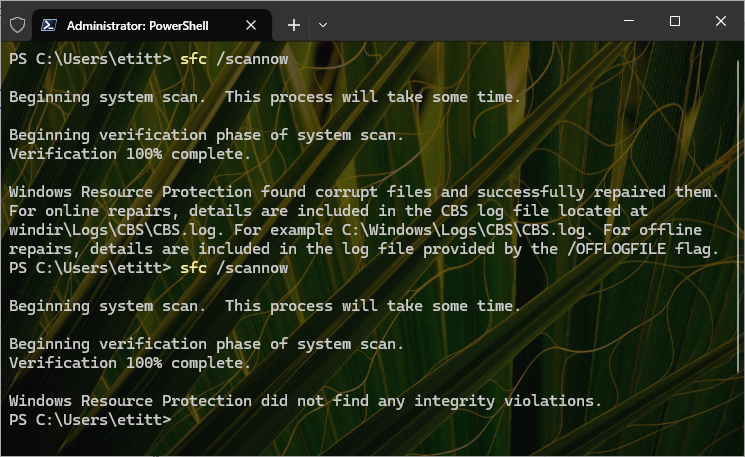 Administrator: PowerShell
PS C:\Users\etitt> sfc /scannow
Beginning system scan.  This process will take some time.
Beginning verification phase of system scan.
Verification 100% complete.
Windows Resource Protection found corrupt files and successfully repaired them.
For online repairs, details are included in the CBS log file located at
windir\Logs\CBS\CBS.log. For example C:\Windows\Logs\CBS\CBS.log. For offline
repairs, details are included in the log file provided by the /OFFLOGFILE flag.
PS C:\Users\etitt> sfc /scannow
Beginning system scan.  This process will take some time.
Beginning verification phase of system scan.
Verification 100% complete.
Windows Resource Protection did not find any integrity violations.
PS C:\Users\etitt>